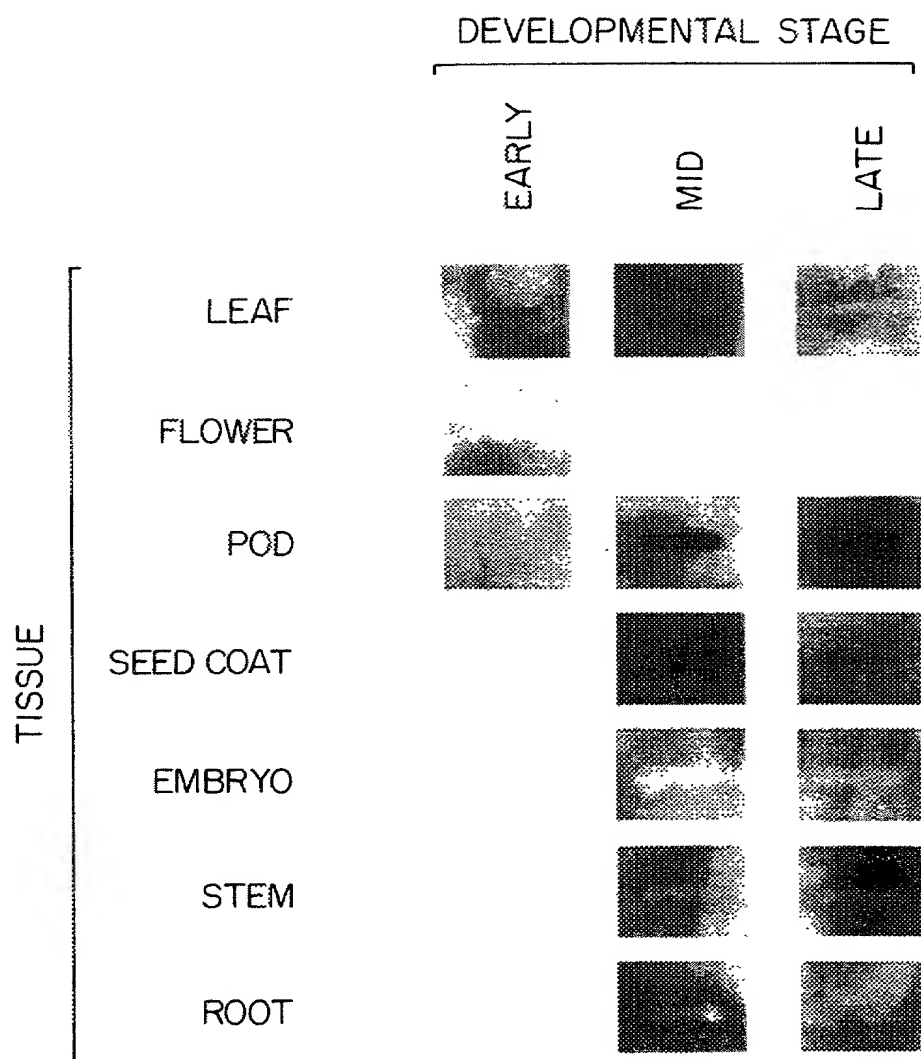 DEVELOPMENTAL STAGE
EARLY
MID
LATE
TISSUE
LEAF
FLOWER
POD
SEED COAT
EMBRYO
STEM
ROOT